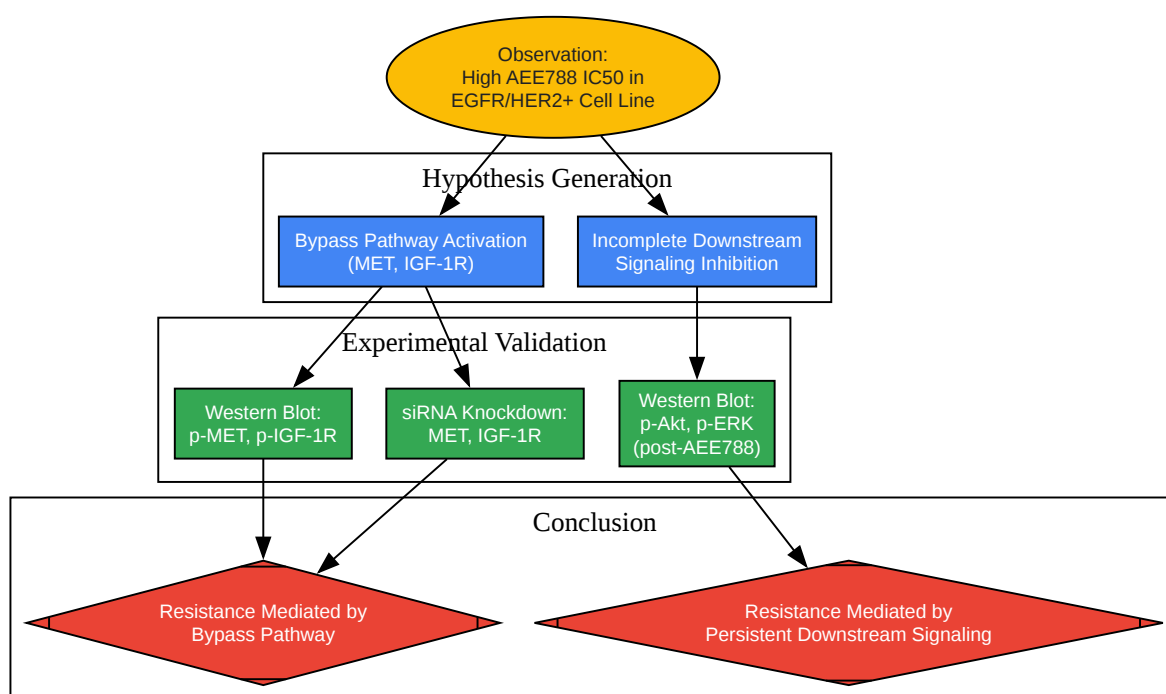 Observation:
High AEE788 IC50 in
EGFR/HER2+ Cell Line
Hypothesis Generation
Bypass Pathway Activation
(MET, IGF-1R)
Incomplete Downstream
Signaling Inhibition
Experimental Validation
Western Blot:
p-MET, p-IGF-1R
siRNA Knockdown:
MET, IGF-1R
Western Blot:
p-Akt, p-ERK
(post-AEE788)
Conclusion
Resistance Mediated by
Bypass Pathway
Resistance Mediated by
Persistent Downstream Signaling